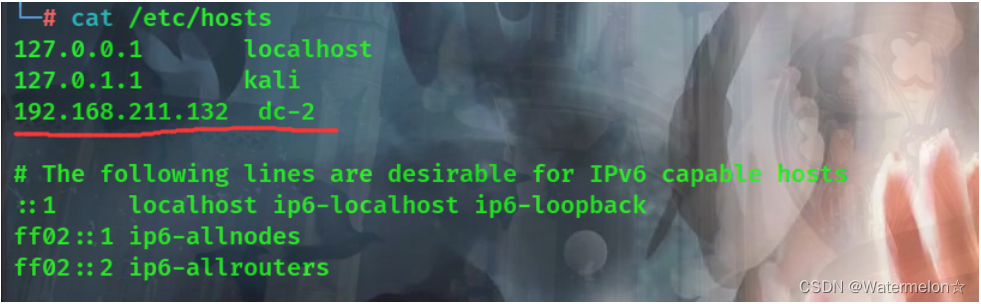 └─# cat /etc/hosts
127.0.0.1 localhost
127.0.1.1 kali
192.168.211.132 dc-2
# The following lines are desirable for IPv6 capable hosts
::1 localhost ip6-localhost ip6-loopback
ff02::1 ip6-allnodes
ff02::2 ip6-allrouters
CSDN @Watermelon☆